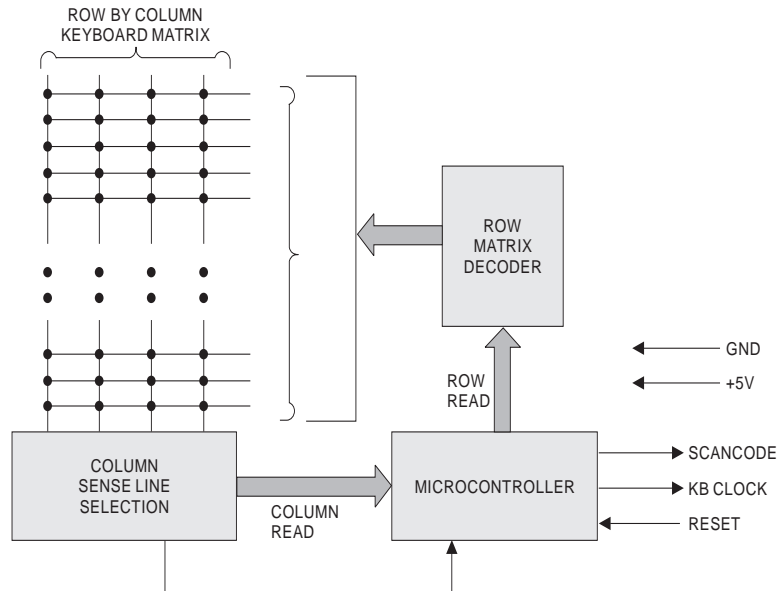 ROW BY COLUMN
KEYBOARD MATRIX
ROW
MATRIX
DECODER
ROW
READ
GND
+5V
COLUMN
SENSE LINE
SELECTION
COLUMN
READ
MICROCONTROLLER
SCANCODE
KB CLOCK
RESET